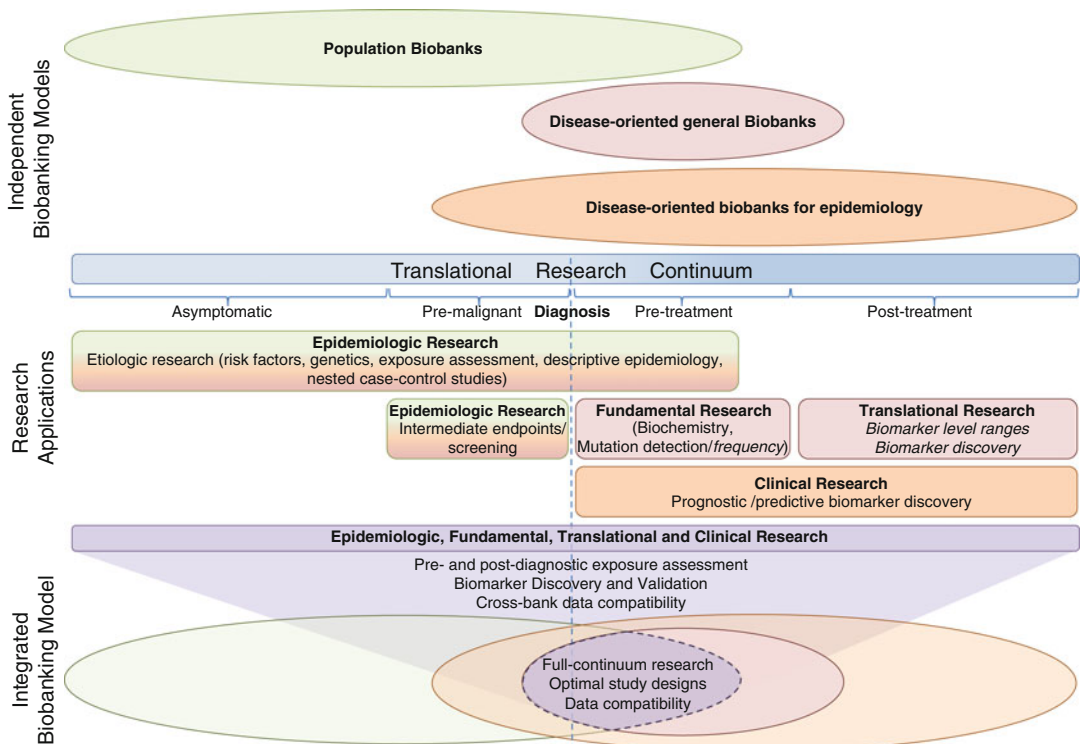 Independent
Biobanking Models
Population Biobanks
Disease-oriented general Biobanks
Disease-oriented biobanks for epidemiology
Translational Research Continuum
Asymptomatic
Pre-malignant
Diagnosis
Pre-treatment
Post-treatment
Research
Applications
Epidemiologic Research
Etiologic research (risk factors, genetics, exposure assessment, descriptive epidemiology,
nested case-control studies)
Epidemiologic Research
Intermediate endpoints/
screening
Fundamental Research
(Biochemistry,
Mutation detection/frequency)
Translational Research
Biomarker level ranges
Biomarker discovery
Clinical Research
Prognostic /predictive biomarker discovery
Integrated
Biobanking Model
Epidemiologic, Fundamental, Translational and Clinical Research
Pre- and post-diagnostic exposure assessment
Biomarker Discovery and Validation
Cross-bank data compatibility
Full-continuum research
Optimal study designs
Data compatibility